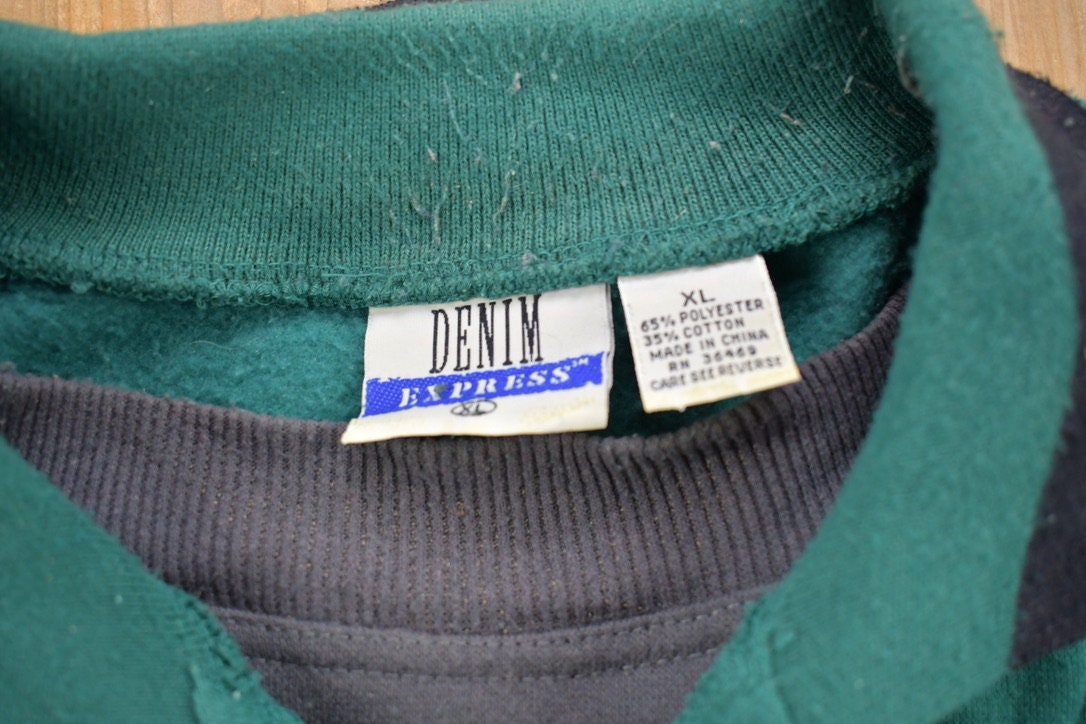 DENIM
EXPRESS™
XL
XL
65% POLYESTER
35% COTTON
MADE IN CHINA
RN 36469
CARE SEE REVERSE